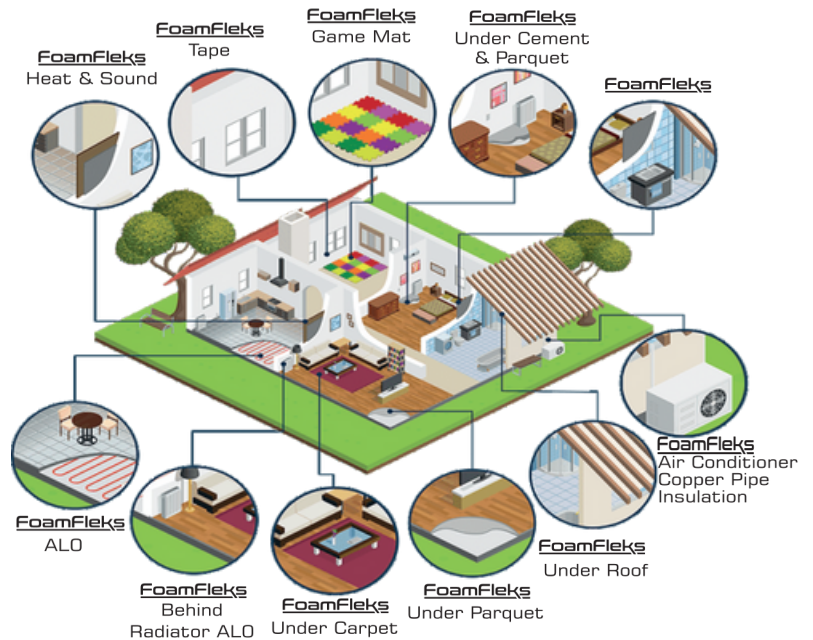 FoamFleks
Heat & Sound
FoamFleks
Tape
FoamFleks
Game Mat
FoamFleks
Under Cement
& Parquet
FoamFleks
FoamFleks
ALO
FoamFleks
Behind
Radiator ALO
FoamFleks
Under Carpet
FoamFleks
Under Parquet
FoamFleks
Under Roof
FoamFleks
Air Conditioner
Copper Pipe
Insulation